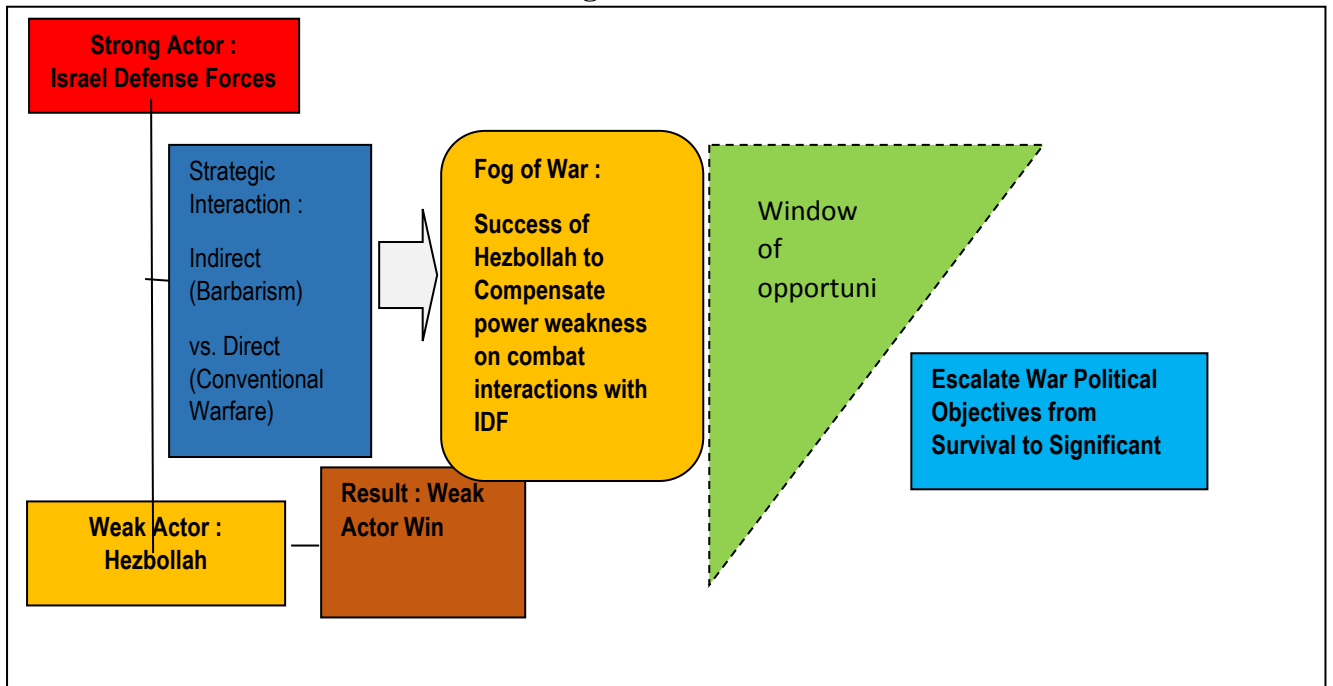 Strong Actor :
Israel Defense Forces
Strategic
Interaction :
Indirect
(Barbarism)
vs. Direct
(Conventional
Warfare)
Fog of War :
Success of
Hezbollah to
Compensate
power weakness
on combat
interactions with
IDF
Window
of
opportuni
Escalate War Political
Objectives from
Survival to Significant
Weak Actor :
Hezbollah
Result : Weak
Actor Win